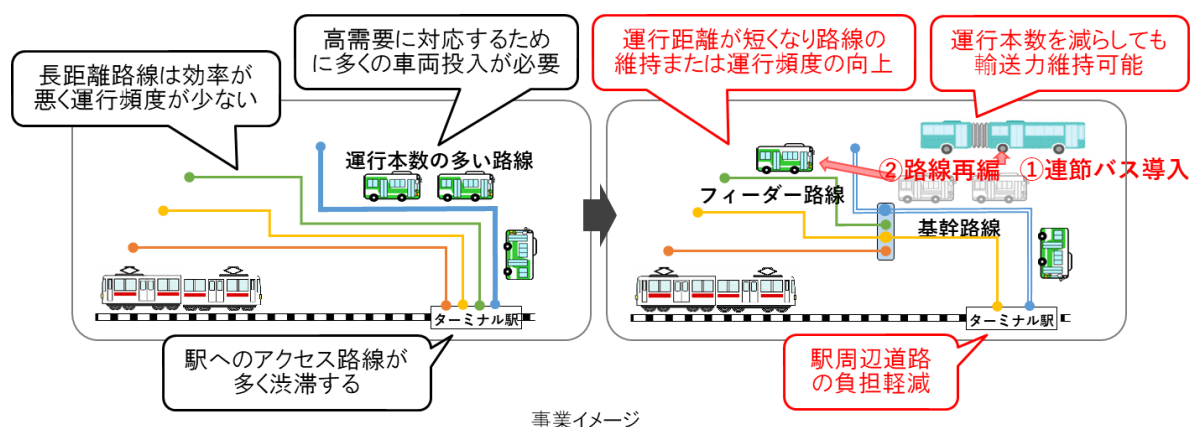 長距離路線は効率が
悪く運行頻度が少ない
高需要に対応するため
に多くの車両投入が必要
運行本数の多い路線
ターミナル駅
駅へのアクセス路線が
多く渋滞する
運行距離が短くなり路線の
維持または運行頻度の向上
運行本数を減らしても
輸送力維持可能
②路線再編
①連節バス導入
フィーダー路線
基幹路線
ターミナル駅
駅周辺道路
の負担軽減
事業イメージ